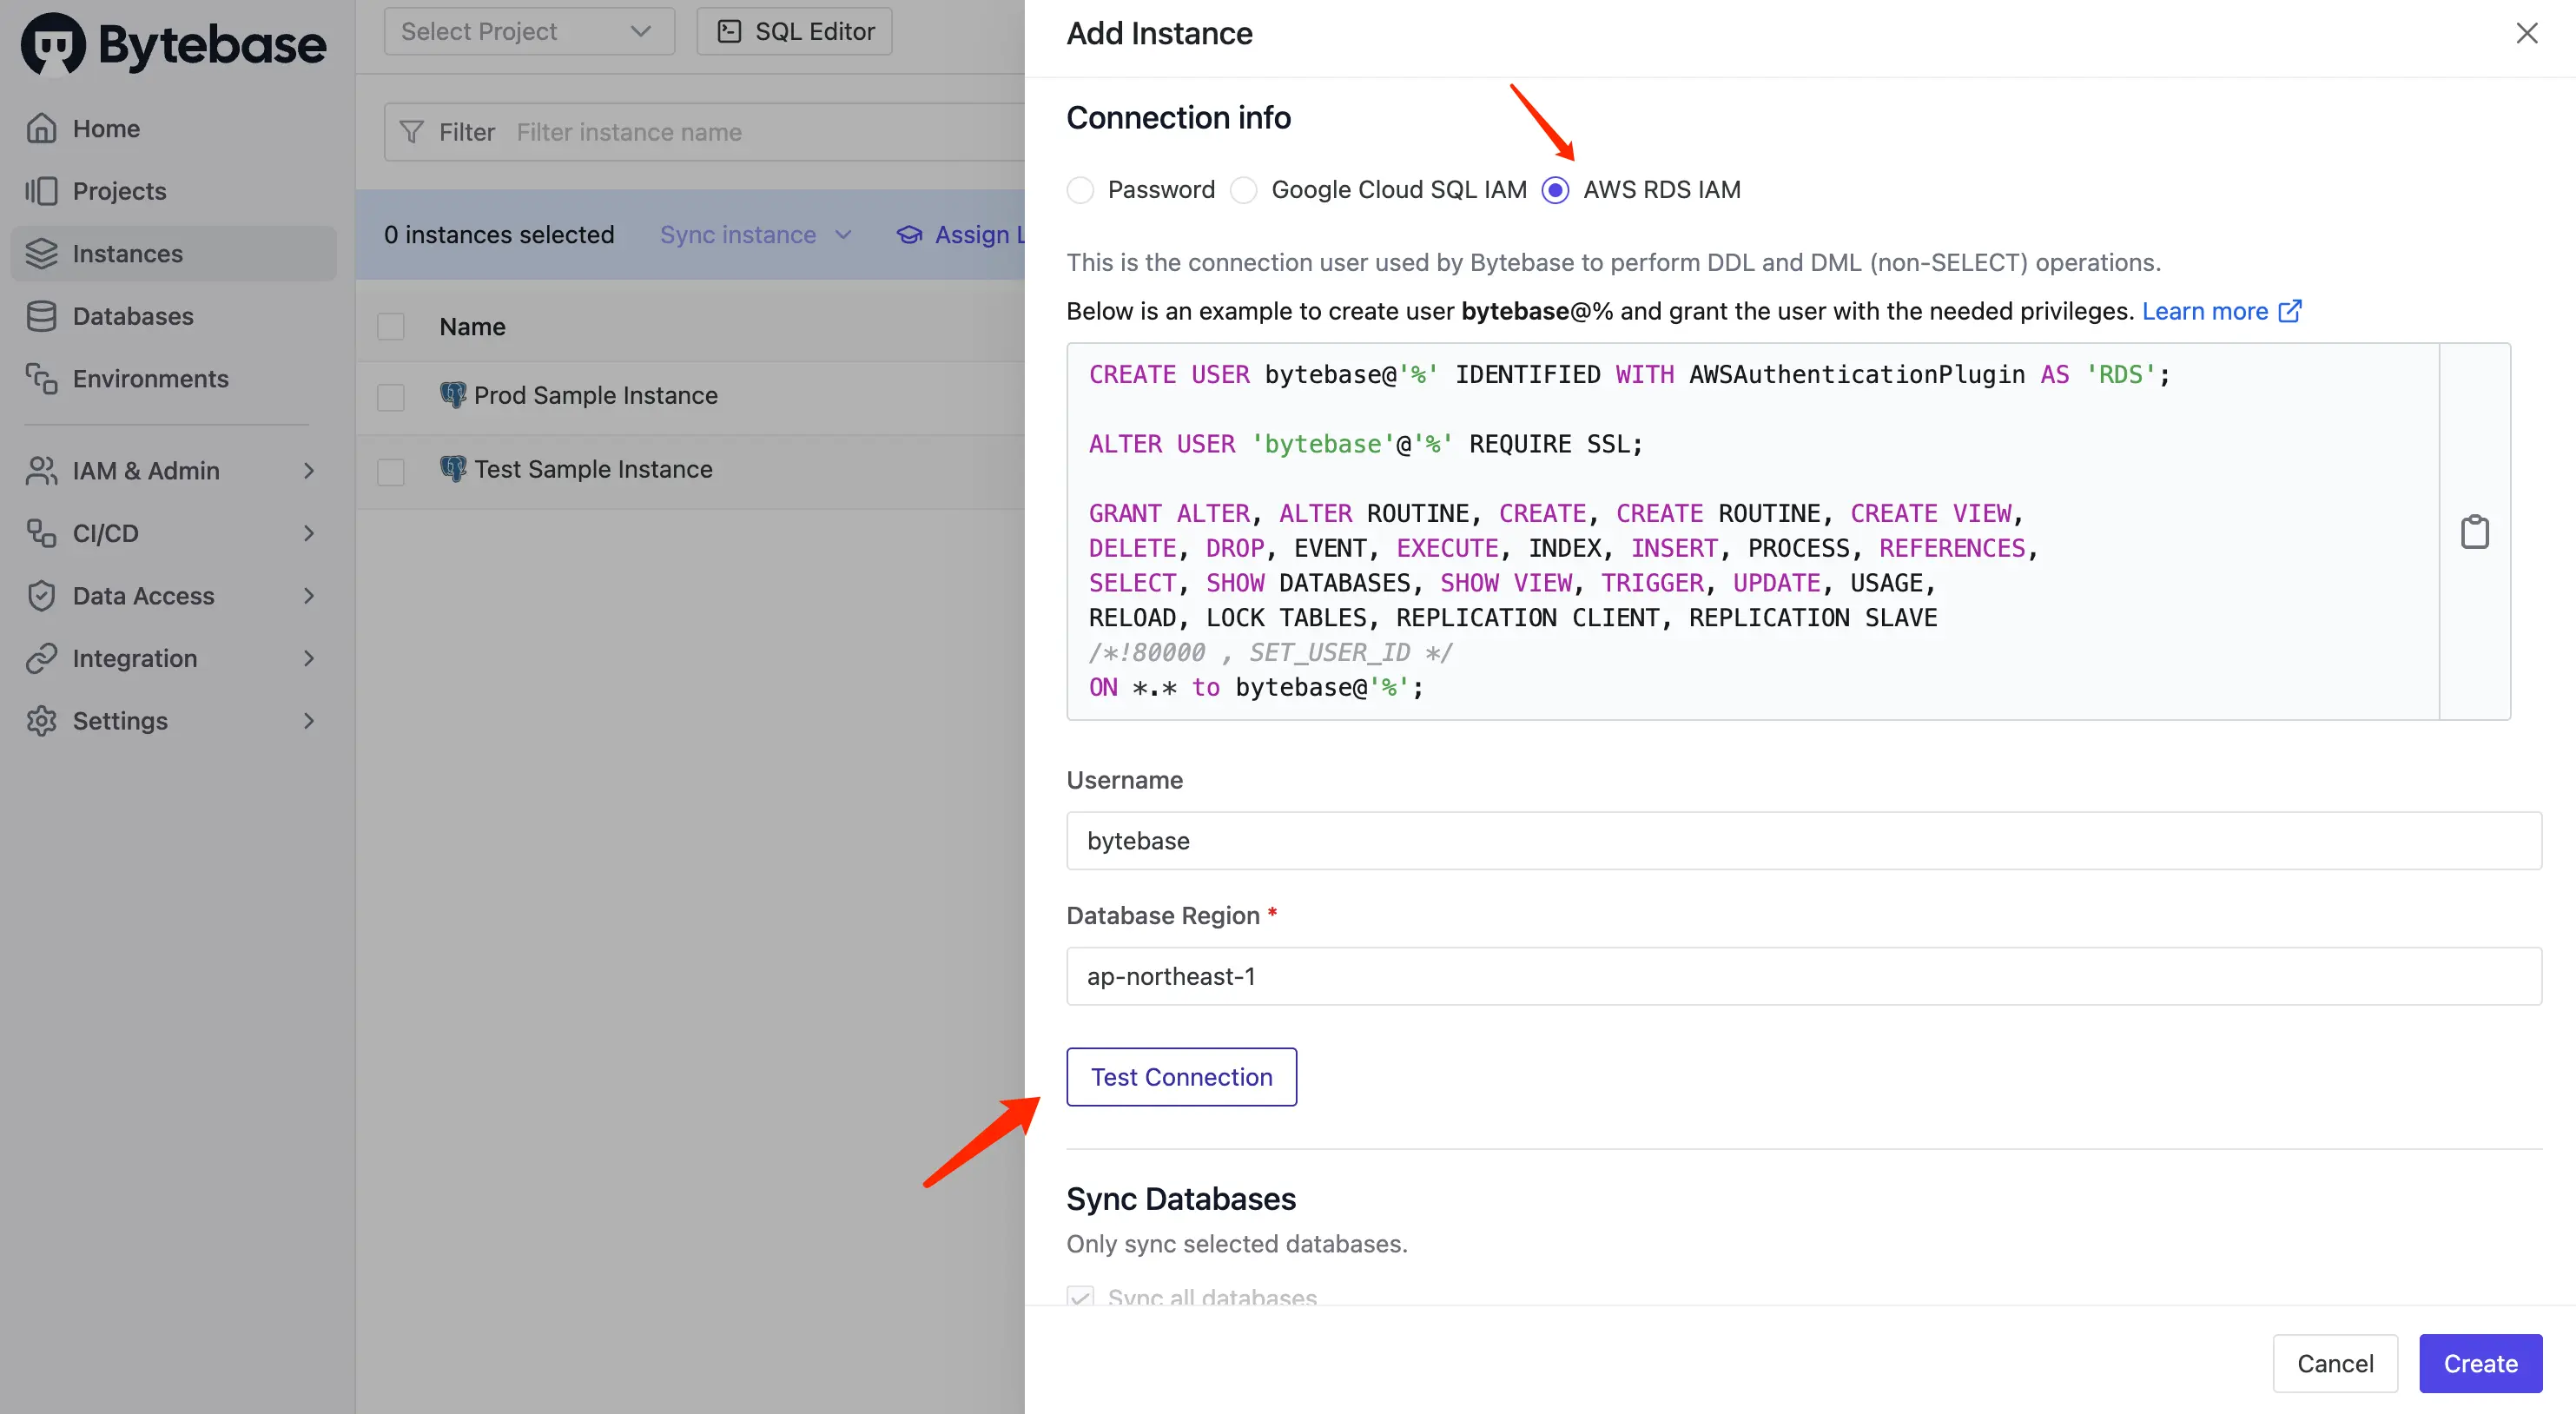 Bytebase
Home
Projects
Instances
Databases
Environments
IAM & Admin
CI/CD
Data Access
Integration
Settings
Select Project
SQL Editor
Filter Filter instance name
0 instances selected Sync instance Assign L
Name
Prod Sample Instance
Test Sample Instance
Add Instance
Connection info
Password Google Cloud SQL IAM AWS RDS IAM
This is the connection user used by Bytebase to perform DDL and DML (non-SELECT) operations.
Below is an example to create user bytebase@% and grant the user with the needed privileges. Learn more
CREATE USER bytebase@'%' IDENTIFIED WITH AWSAuthenticationPlugin AS 'RDS';
ALTER USER 'bytebase'@'%' REQUIRE SSL;
GRANT ALTER, ALTER ROUTINE, CREATE, CREATE ROUTINE, CREATE VIEW,
DELETE, DROP, EVENT, EXECUTE, INDEX, INSERT, PROCESS, REFERENCES,
SELECT, SHOW DATABASES, SHOW VIEW, TRIGGER, UPDATE, USAGE,
RELOAD, LOCK TABLES, REPLICATION CLIENT, REPLICATION SLAVE
/*!80000 , SET_USER_ID */
ON *.* to bytebase@'%';
Username
bytebase
Database Region *
ap-northeast-1
Test Connection
Sync Databases
Only sync selected databases.
Sync all databases
Cancel
Create